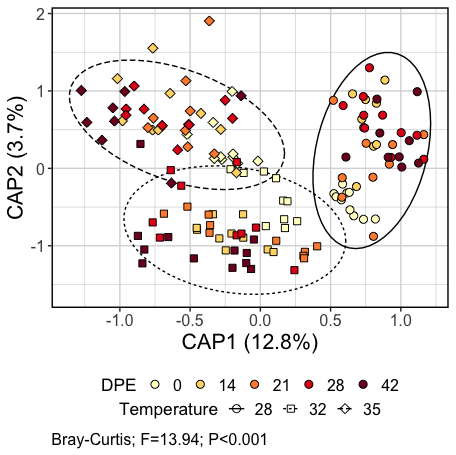 2
1
0
-1
CAP2 (3.7%)
-1.0 -0.5 0.0 0.5 1.0
CAP1 (12.8%)
DPE 0 14 21 28 42
Temperature 28 32 35
Bray-Curtis; F=13.94; P<0.001